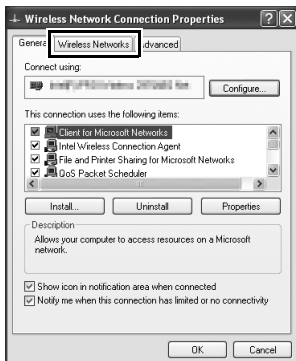 Wireless Network Connection Properties
General Wireless Networks Advanced
Connect using:
Configure...
This connection uses the following items:
Client for Microsoft Networks
Intel Wireless Connection Agent
File and Printer Sharing for Microsoft Networks
QoS Packet Scheduler
Install... Uninstall Properties
Description
Allows your computer to access resources on a Microsoft
network.
Show icon in notification area when connected
Notify me when this connection has limited or no connectivity
OK Cancel